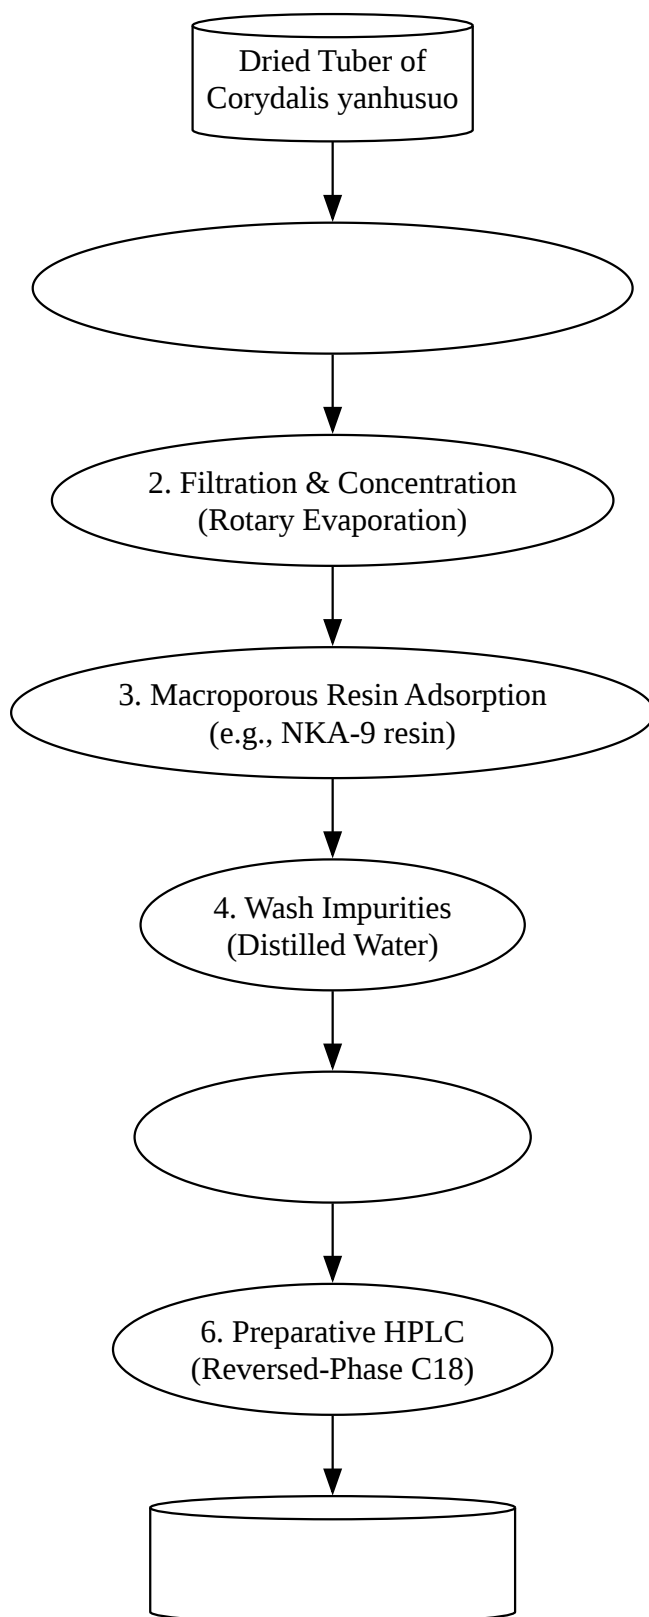 Dried Tuber of
Corydalis yanhusuo
2. Filtration & Concentration
(Rotary Evaporation)
3. Macroporous Resin Adsorption
(e.g., NKA-9 resin)
4. Wash Impurities
(Distilled Water)
6. Preparative HPLC
(Reversed-Phase C18)